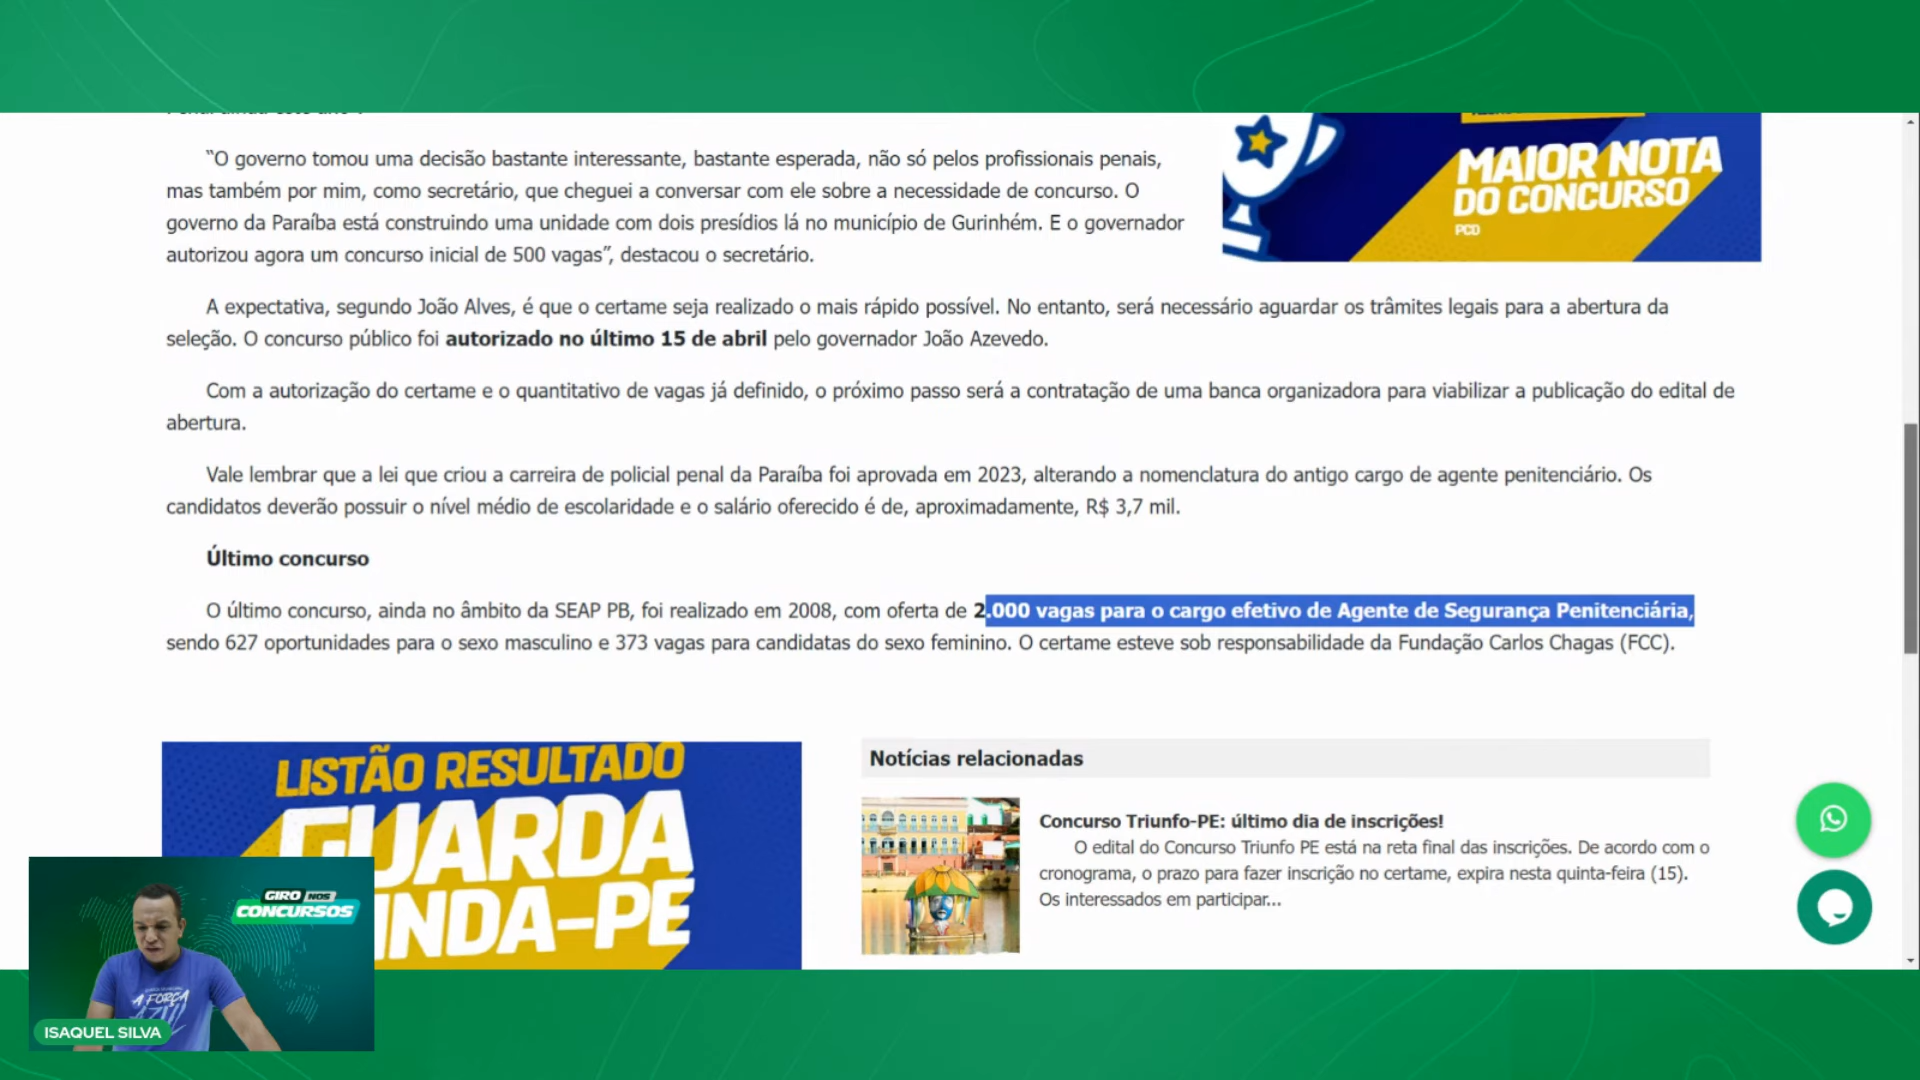 “O governo tomou uma decisão bastante interessante, bastante esperada, não só pelos profissionais penais,
mas também por mim, como secretário, que cheguei a conversar com ele sobre a necessidade de concurso. O
governo da Paraíba está construindo uma unidade com dois presídios lá no município de Gurinhém. E o governador
autorizou agora um concurso inicial de 500 vagas”, destacou o secretário.
MAIOR NOTA
DO CONCURSO
PCD
A expectativa, segundo João Alves, é que o certame seja realizado o mais rápido possível. No entanto, será necessário aguardar os trâmites legais para a abertura da
seleção. O concurso público foi autorizado no último 15 de abril pelo governador João Azevedo.
Com a autorização do certame e o quantitativo de vagas já definido, o próximo passo será a contratação de uma banca organizadora para viabilizar a publicação do edital de
abertura.
Vale lembrar que a lei que criou a carreira de policial penal da Paraíba foi aprovada em 2023, alterando a nomenclatura do antigo cargo de agente penitenciário. Os
candidatos deverão possuir o nível médio de escolaridade e o salário oferecido é de, aproximadamente, R$ 3,7 mil.
Último concurso
O último concurso, ainda no âmbito da SEAP PB, foi realizado em 2008, com oferta de 2.000 vagas para o cargo efetivo de Agente de Segurança Penitenciária,
sendo 627 oportunidades para o sexo masculino e 373 vagas para candidatas do sexo feminino. O certame esteve sob responsabilidade da Fundação Carlos Chagas (FCC).
LISTÃO RESULTADO
GUARDA
INDA-PE
Notícias relacionadas
Concurso Triunfo-PE: último dia de inscrições!
O edital do Concurso Triunfo PE está na reta final das inscrições. De acordo com o
cronograma, o prazo para fazer inscrição no certame, expira nesta quinta-feira (15).
Os interessados em participar...
GIRO NOS
CONCURSOS
A FORÇA
AZUL
ISAQUEL SILVA